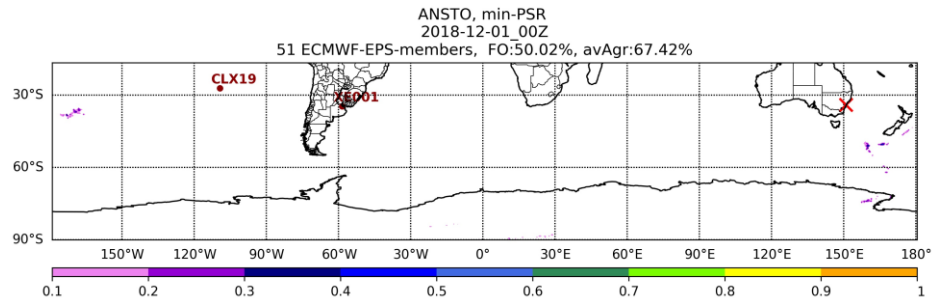 ANSTO, min-PSR
2018-12-01_00Z
51 ECMWF-EPS-members,  FO:50.02%, avAgr:67.42%
CLX19
30°S
60°S
90°S
150°W 120°W 90°W 60°W 30°W 0° 30°E 60°E 90°E 120°E 150°E 180°
0.1 0.2 0.3 0.4 0.5 0.6 0.7 0.8 0.9 1